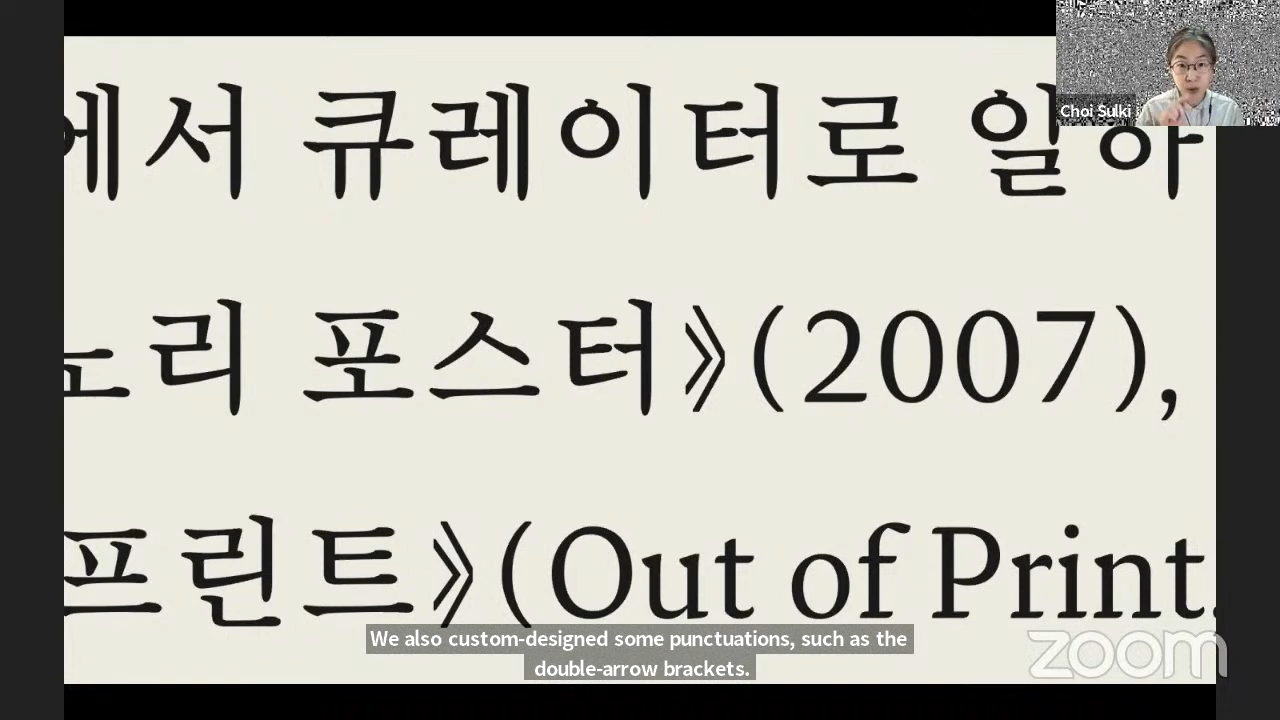 에서 큐레이터로 일하
Choi Sulki
노리 포스터》(2007),
프린트》(Out of Print.
We also custom-designed some punctuations, such as the
double-arrow brackets.
zoom